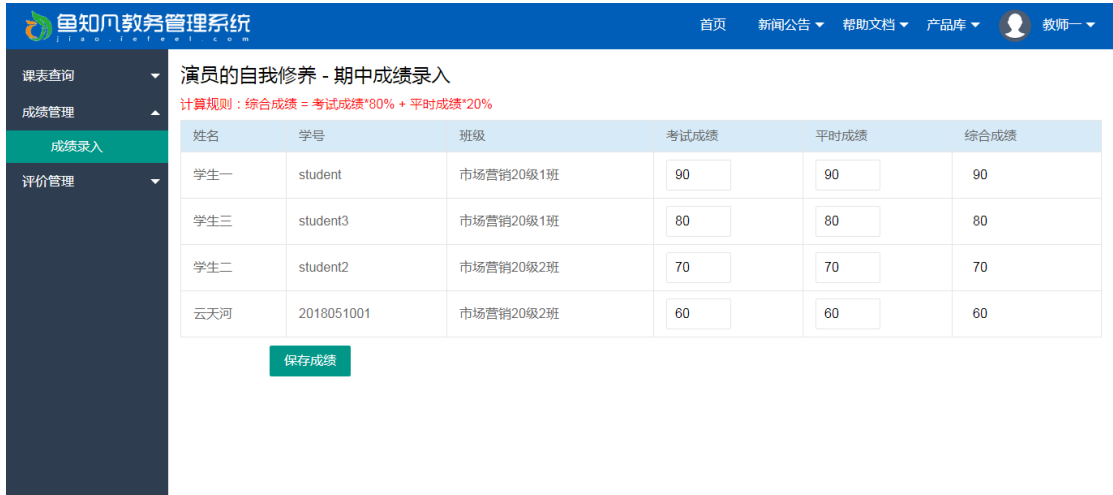 鱼知凡教务管理系统
jiao.iefeel.com
首页 新闻公告 帮助文档 产品库 教师一
课表查询
成绩管理
成绩录入
评价管理
演员的自我修养 - 期中成绩录入
计算规则：综合成绩 = 考试成绩*80% + 平时成绩*20%
姓名 学号 班级 考试成绩 平时成绩 综合成绩
学生一 student 市场营销20级1班 90 90 90
学生三 student3 市场营销20级1班 80 80 80
学生二 student2 市场营销20级2班 70 70 70
云天河 2018051001 市场营销20级2班 60 60 60
保存成绩